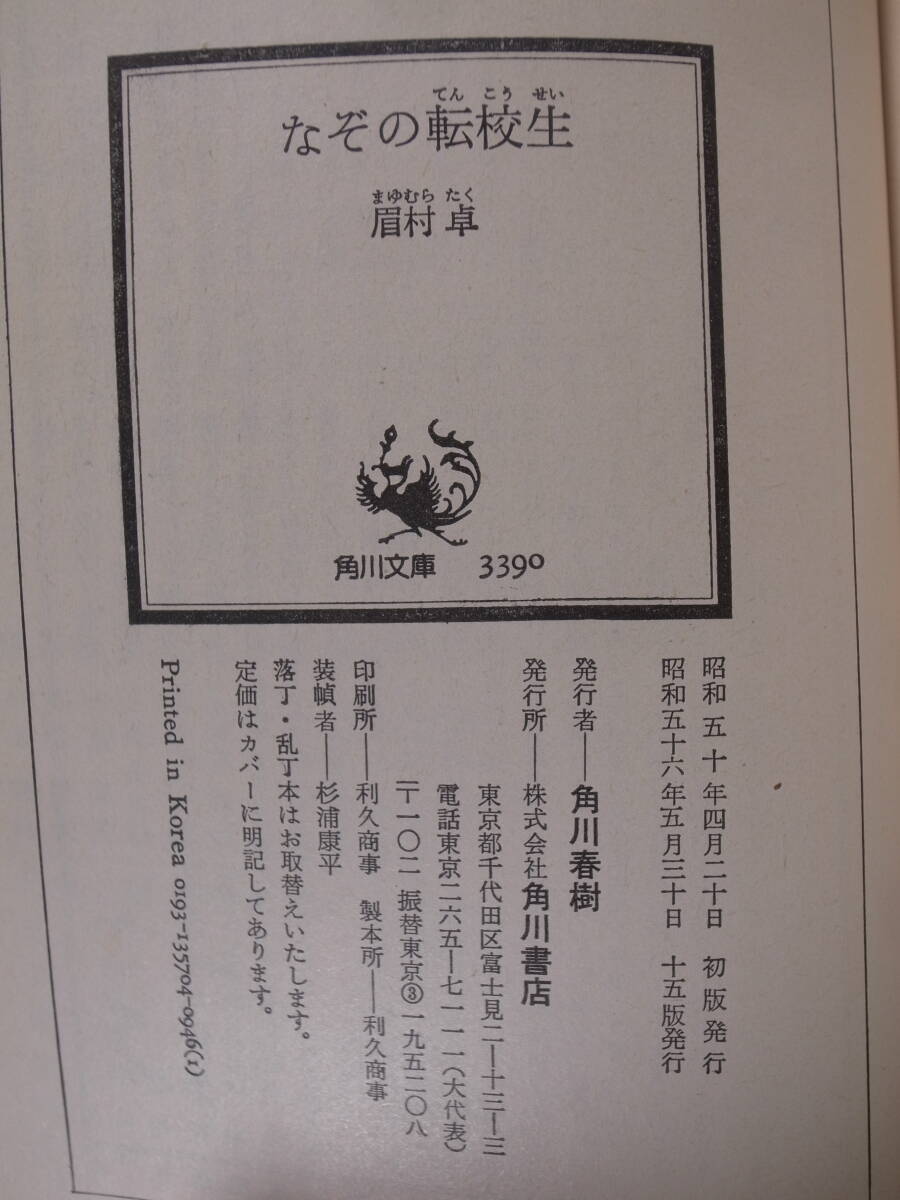 てん こう せい
なぞの転校生
まゆむら たく
眉村 卓
角川文庫 3390
昭和五十年四月二十日 初版発行
昭和五十六年五月三十日 十五版発行
発行者──角川春樹
発行所──株式会社角川書店
東京都千代田区富士見二─十三─三
電話東京二六五─七一一一(大代表)
〒一〇二 振替東京③一九五二〇八
印刷所──利久商事 製本所──利久商事
装幀者──杉浦康平
落丁・乱丁本はお取替えいたします。
定価はカバーに明記してあります。
Printed in Korea 0193-135704-0946(1)